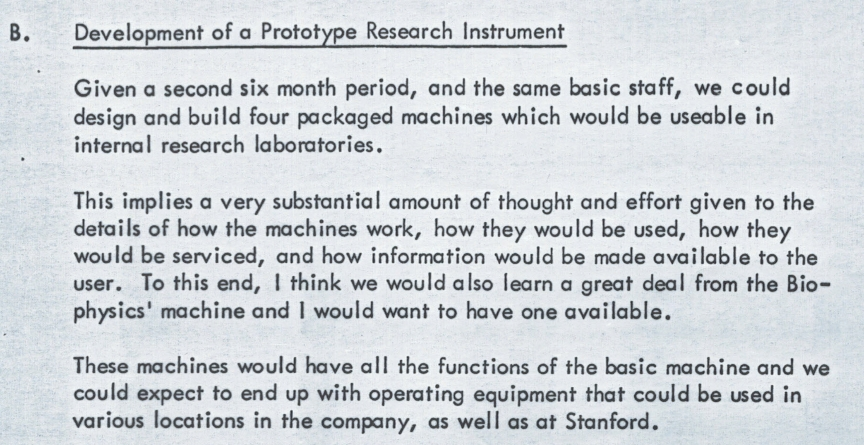 B. Development of a Prototype Research Instrument
Given a second six month period, and the same basic staff, we could
design and build four packaged machines which would be useable in
internal research laboratories.
This implies a very substantial amount of thought and effort given to the
details of how the machines work, how they would be used, how they
would be serviced, and how information would be made available to the
user. To this end, I think we would also learn a great deal from the Bio-
physics' machine and I would want to have one available.
These machines would have all the functions of the basic machine and we
could expect to end up with operating equipment that could be used in
various locations in the company, as well as at Stanford.